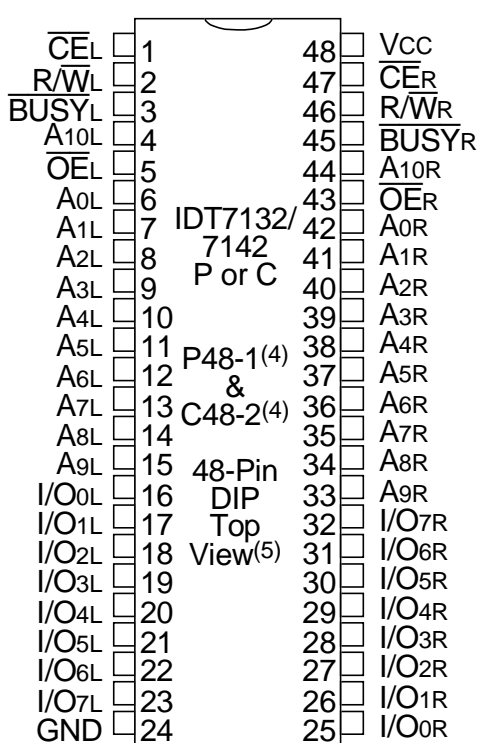 CEL 1 48 VCC
R/WL 2 47 CER
BUSYL 3 46 R/WR
A10L 4 45 BUSYR
OEL 5 44 A10R
A0L 6 43 OER
A1L 7 IDT7132/ 42 A0R
A2L 8 7142 41 A1R
A3L 9 P or C 40 A2R
A4L 10 39 A3R
A5L 11 P48-1(4) 38 A4R
A6L 12 & 37 A5R
A7L 13 C48-2(4) 36 A6R
A8L 14 35 A7R
A9L 15 48-Pin 34 A8R
I/O0L 16 DIP 33 A9R
I/O1L 17 Top 32 I/O7R
I/O2L 18 View(5) 31 I/O6R
I/O3L 19 30 I/O5R
I/O4L 20 29 I/O4R
I/O5L 21 28 I/O3R
I/O6L 22 27 I/O2R
I/O7L 23 26 I/O1R
GND 24 25 I/O0R